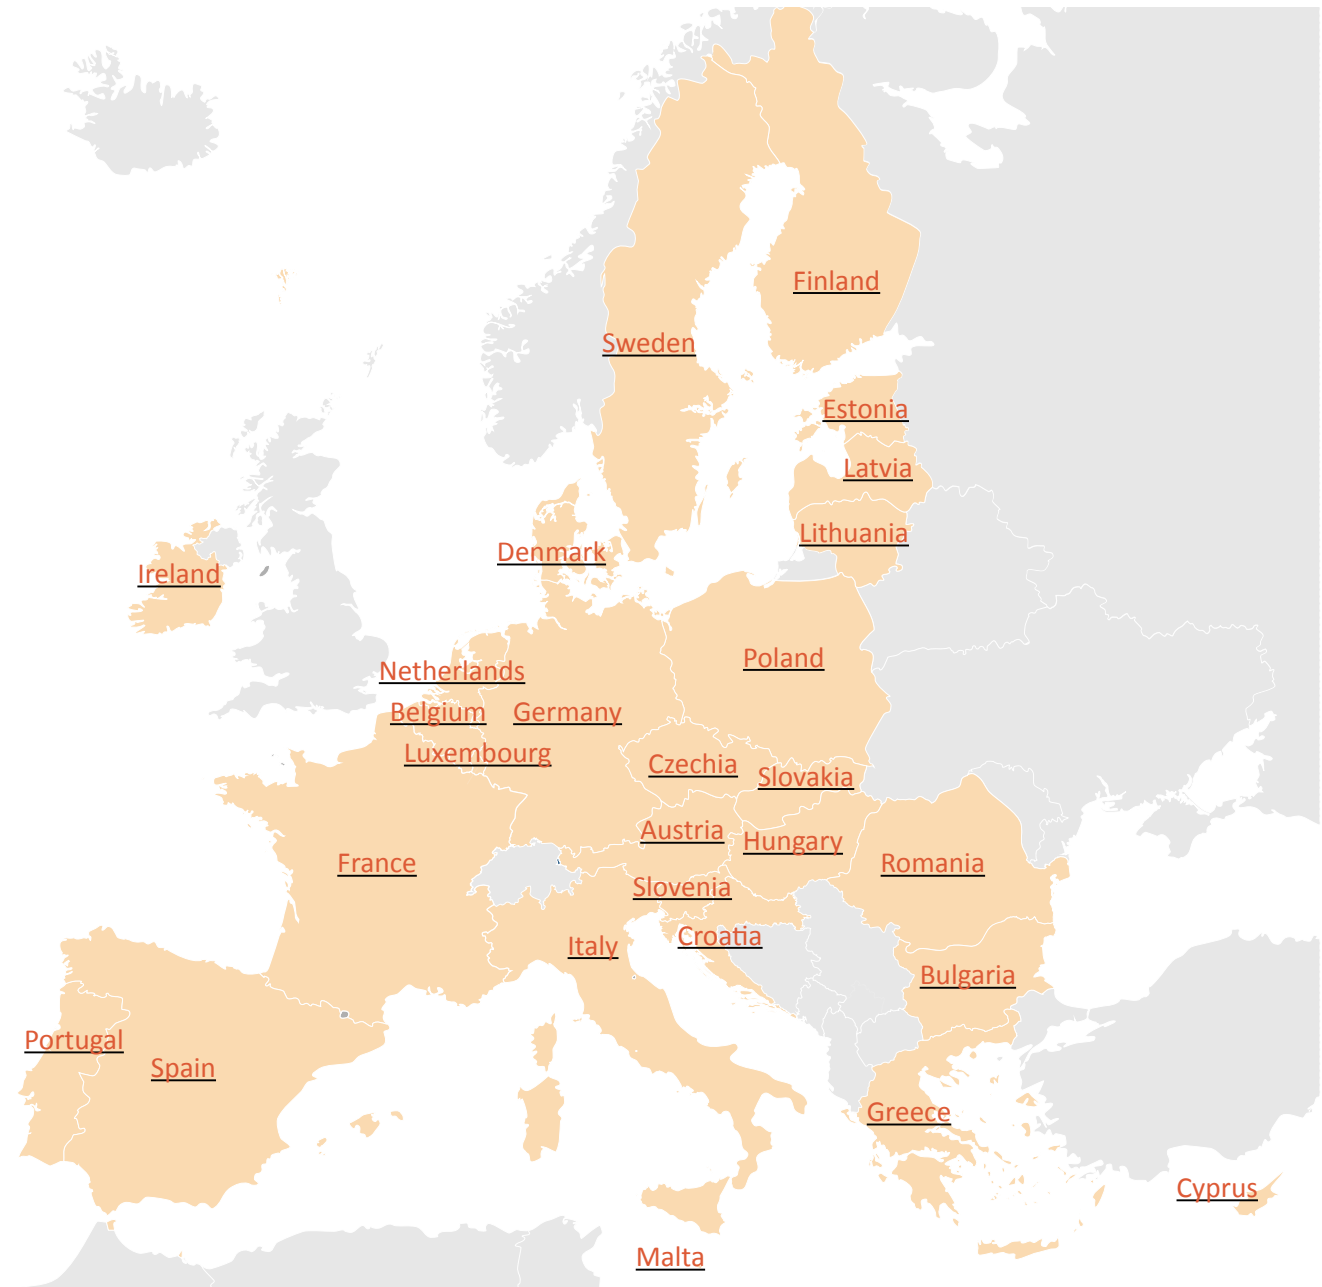 Finland
Sweden
Estonia
Latvia
Lithuania
Denmark
Ireland
Poland
Netherlands
Belgium
Germany
Luxembourg
Czechia
Slovakia
Austria
Hungary
France
Romania
Slovenia
Croatia
Italy
Bulgaria
Portugal
Spain
Greece
Cyprus
Malta